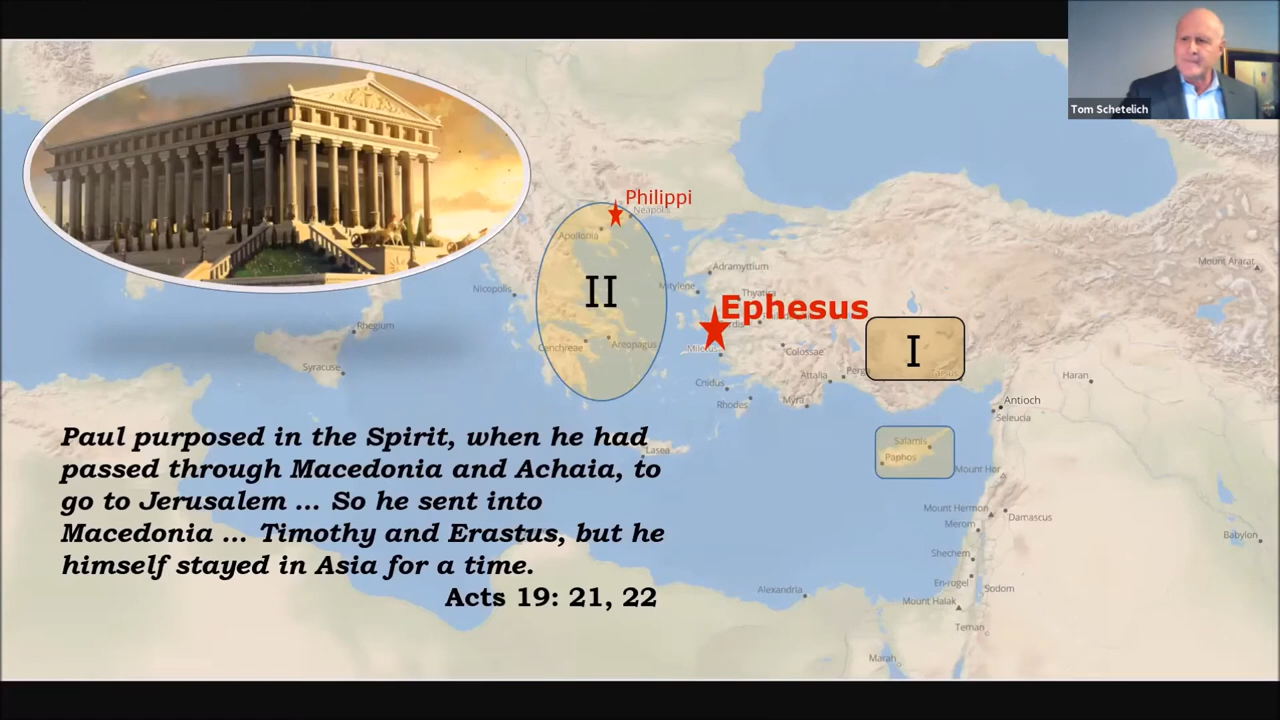 Tom Schetelich
Philippi
Neapolis
Apollonia
II
Nicopolis
Adramyttium
Mitylene
Thyatira
Ephesus
Mount Ararat
Rhegium
Syracuse
Cenchreae
Areopagus
Colossae
I
Attalia
Haran
Cnidus
Rhodes
Myra
Antioch
Seleucia
Paul purposed in the Spirit, when he had
passed through Macedonia and Achaia, to
go to Jerusalem ... So he sent into
Macedonia ... Timothy and Erastus, but he
himself stayed in Asia for a time.
Acts 19: 21, 22
Lasea
Salamis
Paphos
Mount Hor
Mount Hermon
Damascus
Merom
Babylon
Shechem
En-rogel
Sodom
Alexandria
Mount Halak
Teman
Marah